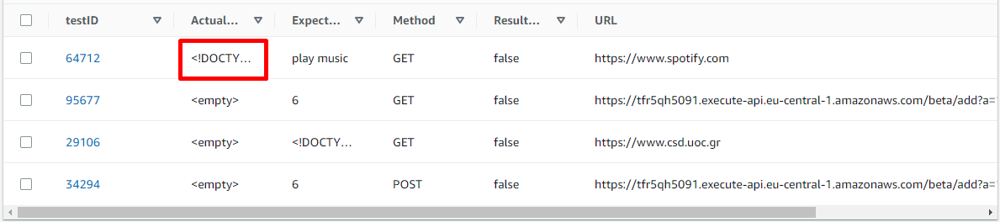 testID Actual... Expect... Method Result... URL
64712 <!DOCTY... play music GET false https://www.spotify.com
95677 <empty> 6 GET false https://tfr5qh5091.execute-api.eu-central-1.amazonaws.com/beta/add?a=
29106 <empty> <!DOCTY... GET false https://www.csd.uoc.gr
34294 <empty> 6 POST false https://tfr5qh5091.execute-api.eu-central-1.amazonaws.com/beta/add?a=